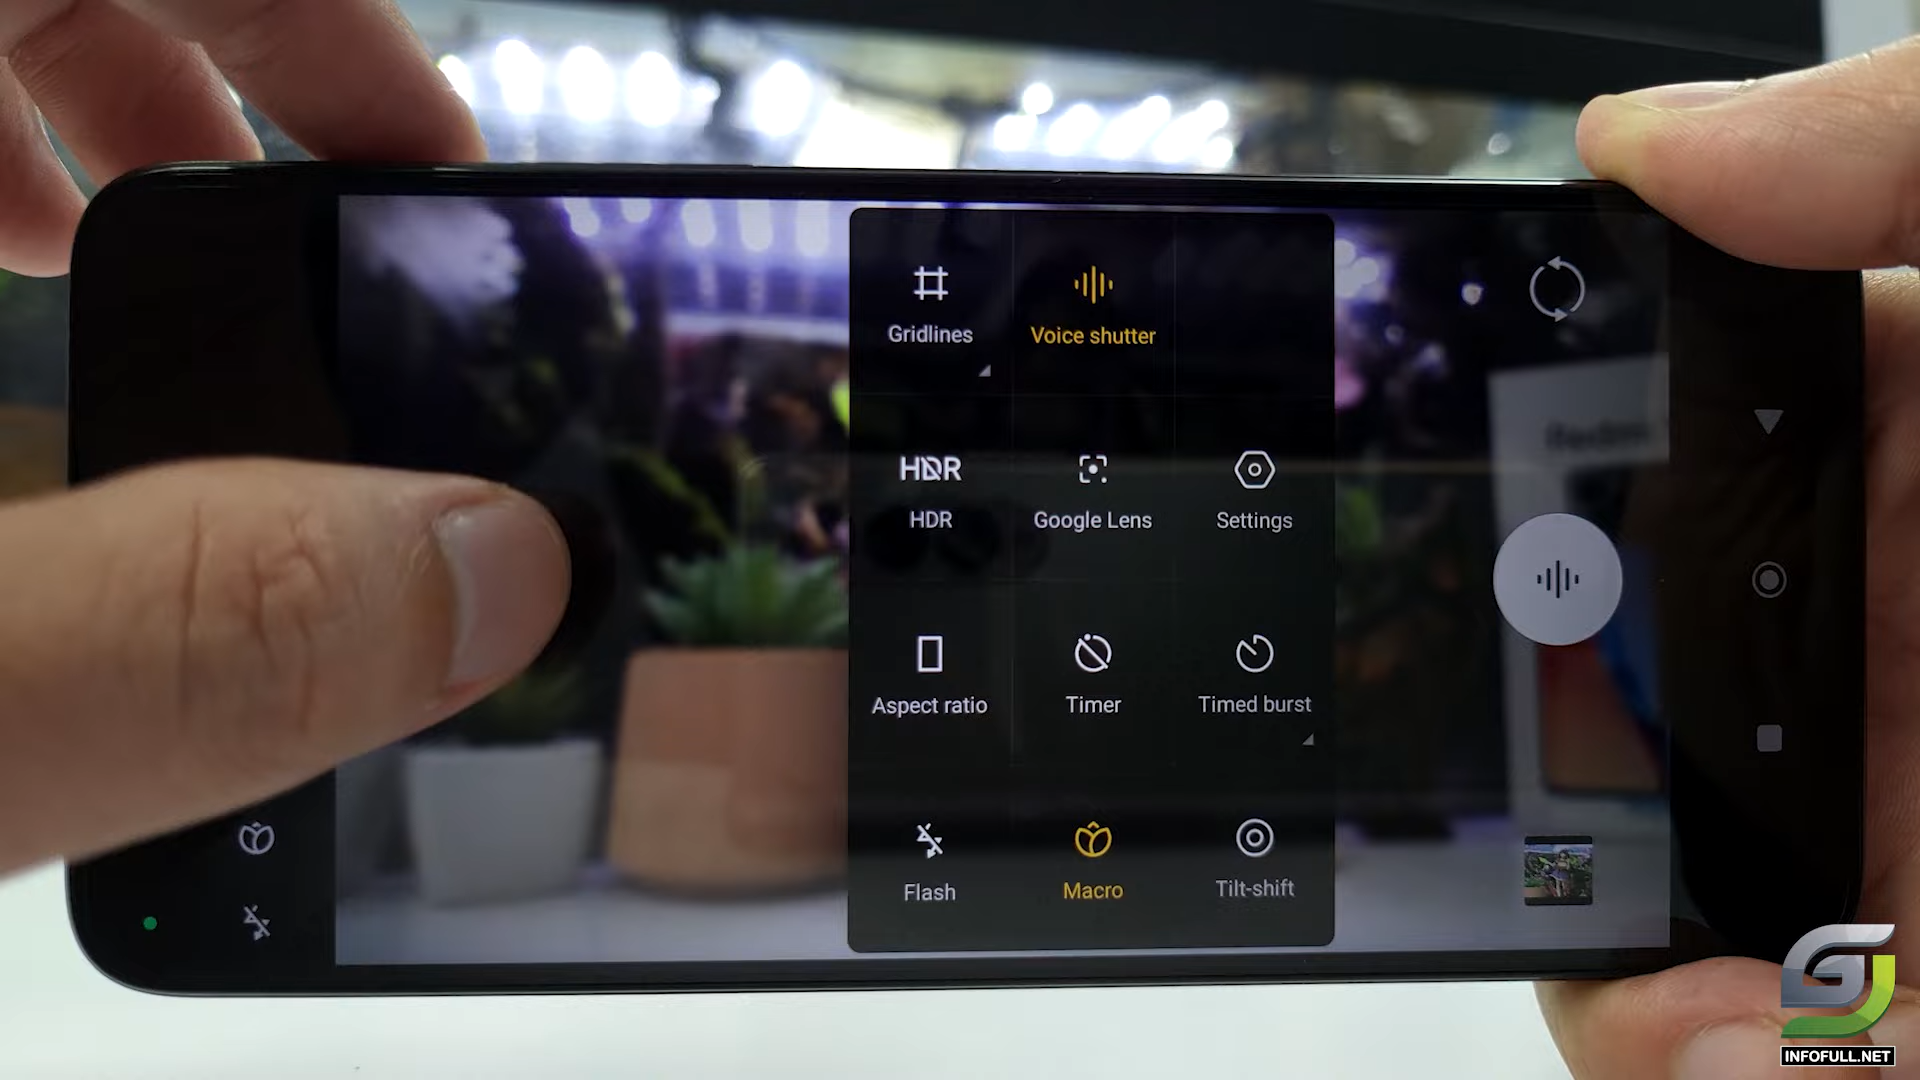 Gridlines
Voice shutter
HDR
HDR
Google Lens
Settings
Aspect ratio
Timer
Timed burst
Flash
Macro
Tilt-shift
INFOFULL.NET